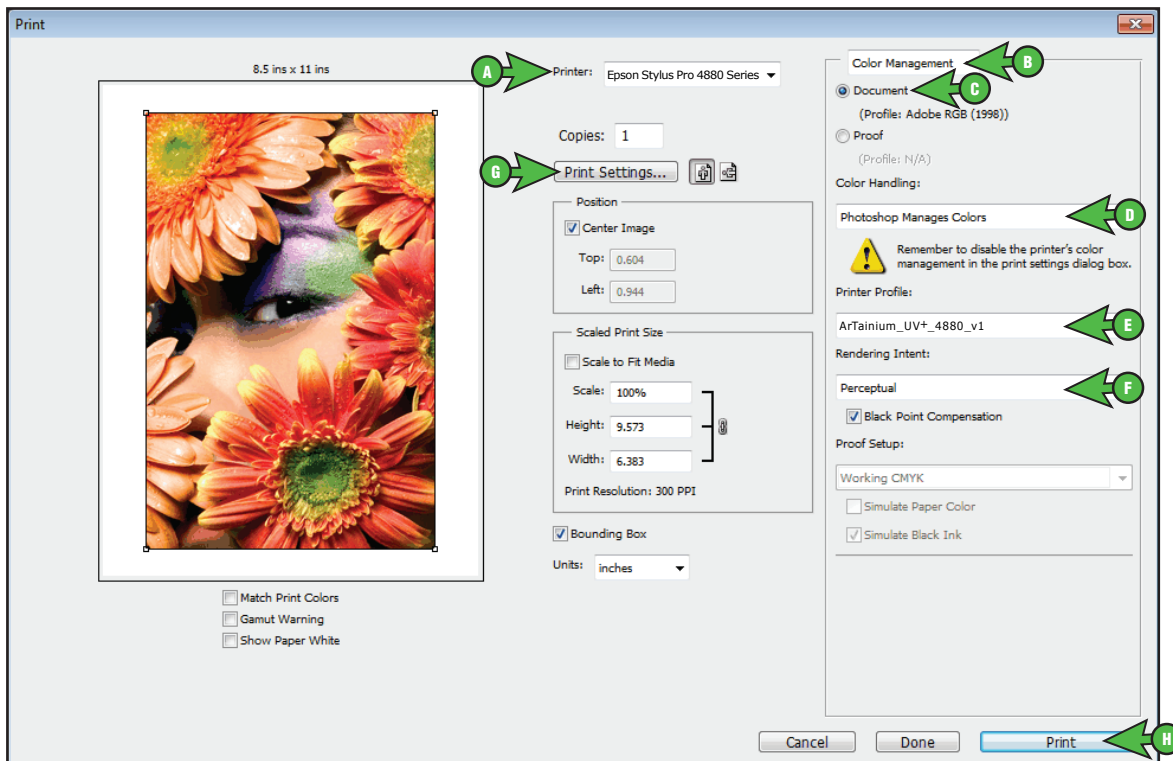 Print
8.5 ins x 11 ins
Match Print Colors
Gamut Warning
Show Paper White
A
Printer: Epson Stylus Pro 4880 Series
Copies: 1
G
Print Settings...
Position
Center Image
Top: 0.604
Left: 0.944
Scaled Print Size
Scale to Fit Media
Scale: 100%
Height: 9.573
Width: 6.383
Print Resolution: 300 PPI
Bounding Box
Units: inches
Color Management
B
Document
C
(Profile: Adobe RGB (1998))
Proof
(Profile: N/A)
Color Handling:
Photoshop Manages Colors
D
Remember to disable the printer's color
management in the print settings dialog box.
Printer Profile:
ArTainium_UV+_4880_v1
E
Rendering Intent:
Perceptual
F
Black Point Compensation
Proof Setup:
Working CMYK
Simulate Paper Color
Simulate Black Ink
Cancel
Done
Print
H